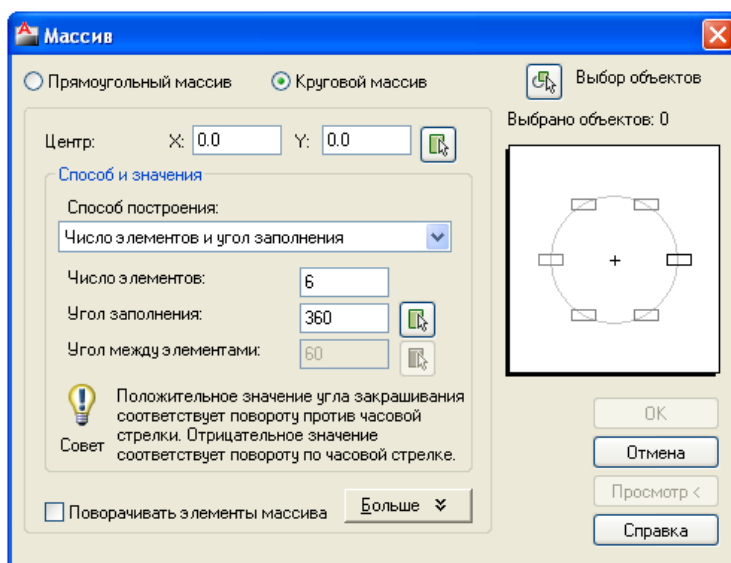 Массив
Прямоугольный массив
Круговой массив
Выбор объектов
Выбрано объектов: 0
Центр:
X: 0.0
Y: 0.0
Способ и значения
Способ построения:
Число элементов и угол заполнения
Число элементов:
6
Угол заполнения:
360
Угол между элементами:
60
Совет
Положительное значение угла закрашивания
соответствует повороту против часовой
стрелки. Отрицательное значение
соответствует повороту по часовой стрелке.
Поворачивать элементы массива
Больше
OK
Отмена
Просмотр <
Справка